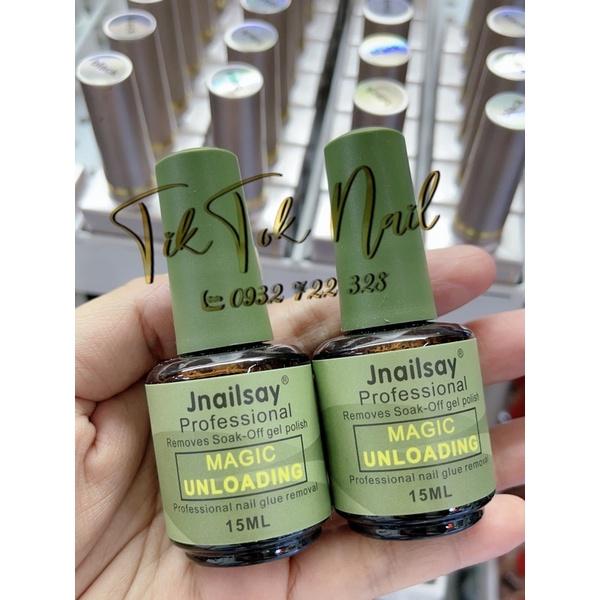 TikTok Nail
0932 722 328
Jnailsay®
Professional
Removes Soak-Off gel polish
MAGIC
UNLOADING
Professional nail glue removal
15ML
Jnailsay®
Professional
Removes Soak-Off gel polish
MAGIC
UNLOADING
Professional nail glue removal
15ML